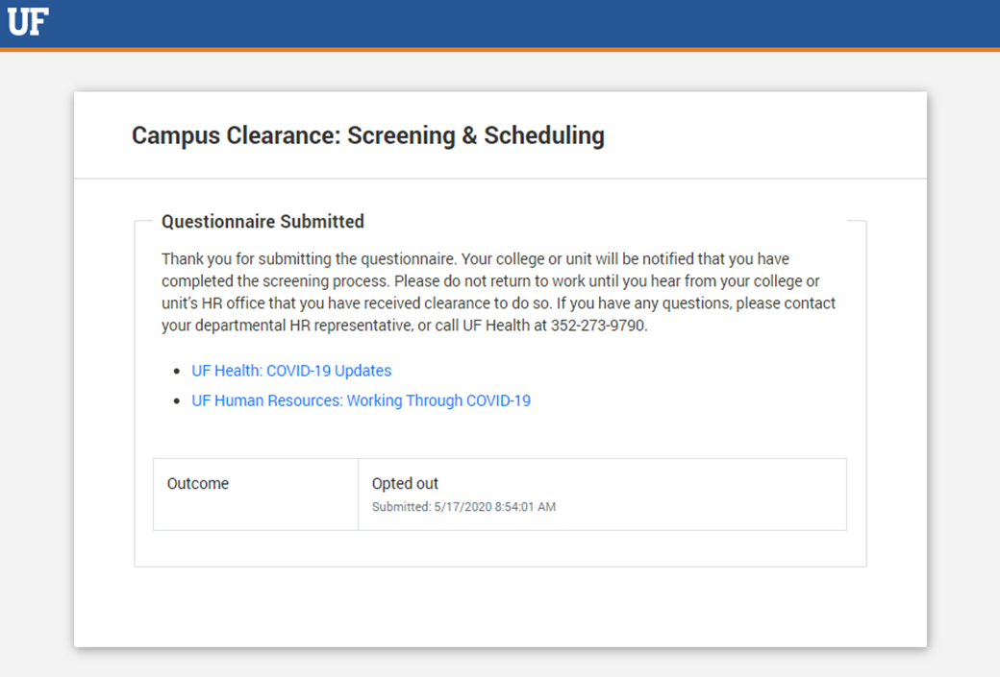 UF
Campus Clearance: Screening & Scheduling
Questionnaire Submitted
Thank you for submitting the questionnaire. Your college or unit will be notified that you have
completed the screening process. Please do not return to work until you hear from your college or
unit's HR office that you have received clearance to do so. If you have any questions, please contact
your departmental HR representative, or call UF Health at 352-273-9790.
UF Health: COVID-19 Updates
UF Human Resources: Working Through COVID-19
Outcome
Opted out
Submitted: 5/17/2020 8:54:01 AM